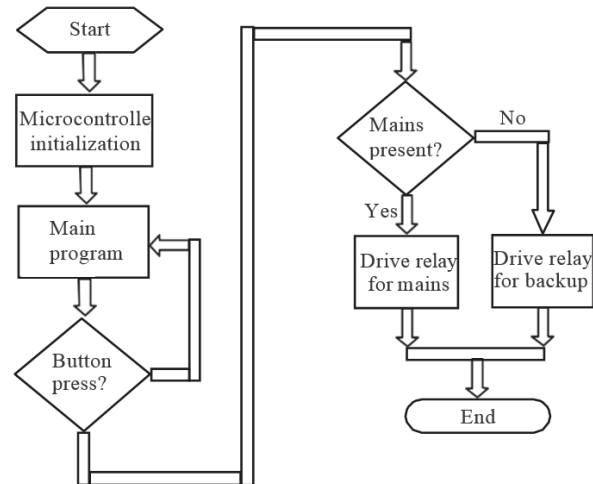 Start
Microcontrolle
initialization
Main
program
Button
press?
Mains
present?
No
Yes
Drive relay
for mains
Drive relay
for backup
End